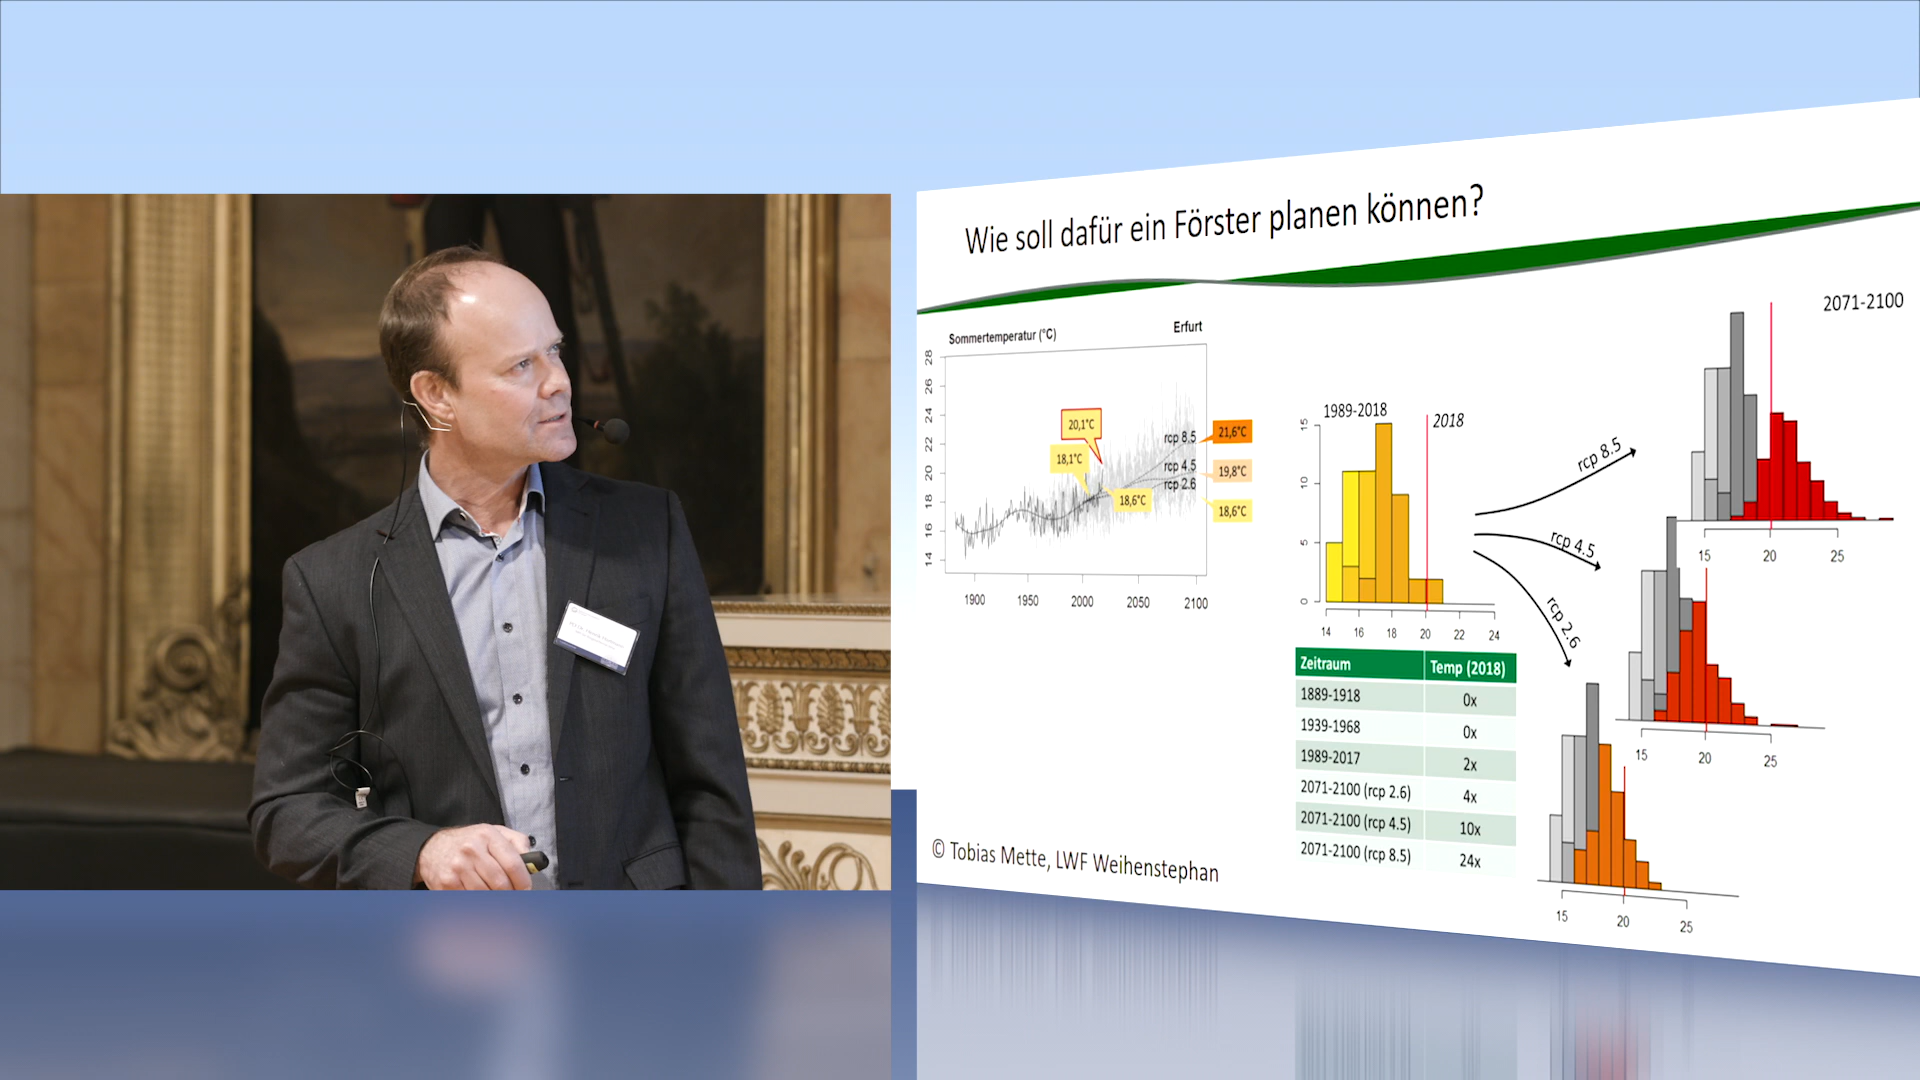 Wie soll dafür ein Förster planen können?
Sommertemperatur (°C)
Erfurt
28
26
24
22
20
18
16
14
1900
1950
2000
2050
2100
20,1°C
18,1°C
18,6°C
rcp 8.5
rcp 4.5
rcp 2.6
21,6°C
19,8°C
18,6°C
1989-2018
2018
15
10
5
0
14
16
18
20
22
24
rcp 8.5
rcp 4.5
rcp 2.6
2071-2100
15
20
25
15
20
25
15
20
25
Zeitraum Temp (2018)
1889-1918 0x
1939-1968 0x
1989-2017 2x
2071-2100 (rcp 2.6) 4x
2071-2100 (rcp 4.5) 10x
2071-2100 (rcp 8.5) 24x
© Tobias Mette, LWF Weihenstephan